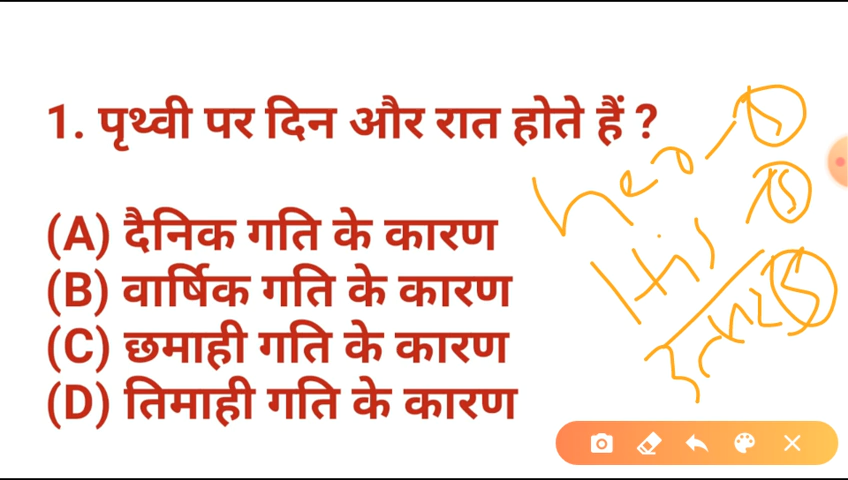 1. पृथ्वी पर दिन और रात होते हैं ?
(A) दैनिक गति के कारण
(B) वार्षिक गति के कारण
(C) छमाही गति के कारण
(D) तिमाही गति के कारण